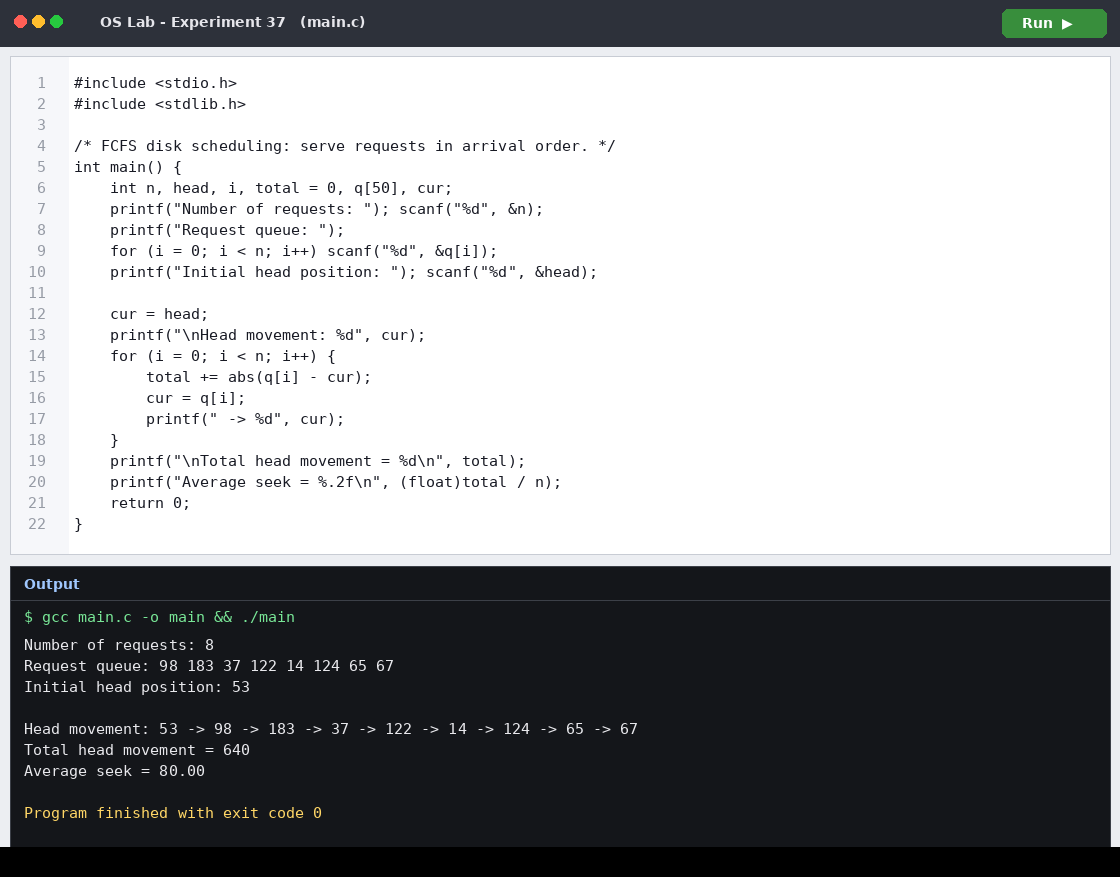 OS Lab - Experiment 37   (main.c)
Run ▶
1 #include <stdio.h>
2 #include <stdlib.h>
3
4 /* FCFS disk scheduling: serve requests in arrival order. */
5 int main() {
6     int n, head, i, total = 0, q[50], cur;
7     printf("Number of requests: "); scanf("%d", &n);
8     printf("Request queue: ");
9     for (i = 0; i < n; i++) scanf("%d", &q[i]);
10     printf("Initial head position: "); scanf("%d", &head);
11
12     cur = head;
13     printf("\nHead movement: %d", cur);
14     for (i = 0; i < n; i++) {
15         total += abs(q[i] - cur);
16         cur = q[i];
17         printf(" -> %d", cur);
18     }
19     printf("\nTotal head movement = %d\n", total);
20     printf("Average seek = %.2f\n", (float)total / n);
21     return 0;
22 }
Output
$ gcc main.c -o main && ./main
Number of requests: 8
Request queue: 98 183 37 122 14 124 65 67
Initial head position: 53
Head movement: 53 -> 98 -> 183 -> 37 -> 122 -> 14 -> 124 -> 65 -> 67
Total head movement = 640
Average seek = 80.00
Program finished with exit code 0